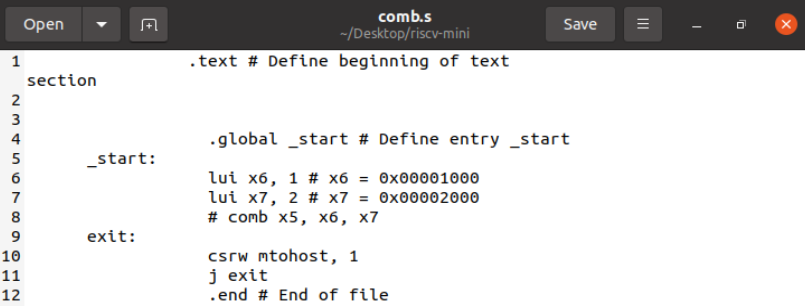 Open
comb.s
~/Desktop/riscv-mini
Save
1 .text # Define beginning of text
section
2
3
4 .global _start # Define entry _start
5 _start:
6 lui x6, 1 # x6 = 0x00001000
7 lui x7, 2 # x7 = 0x00002000
8 # comb x5, x6, x7
9 exit:
10 csrw mtohost, 1
11 j exit
12 .end # End of file